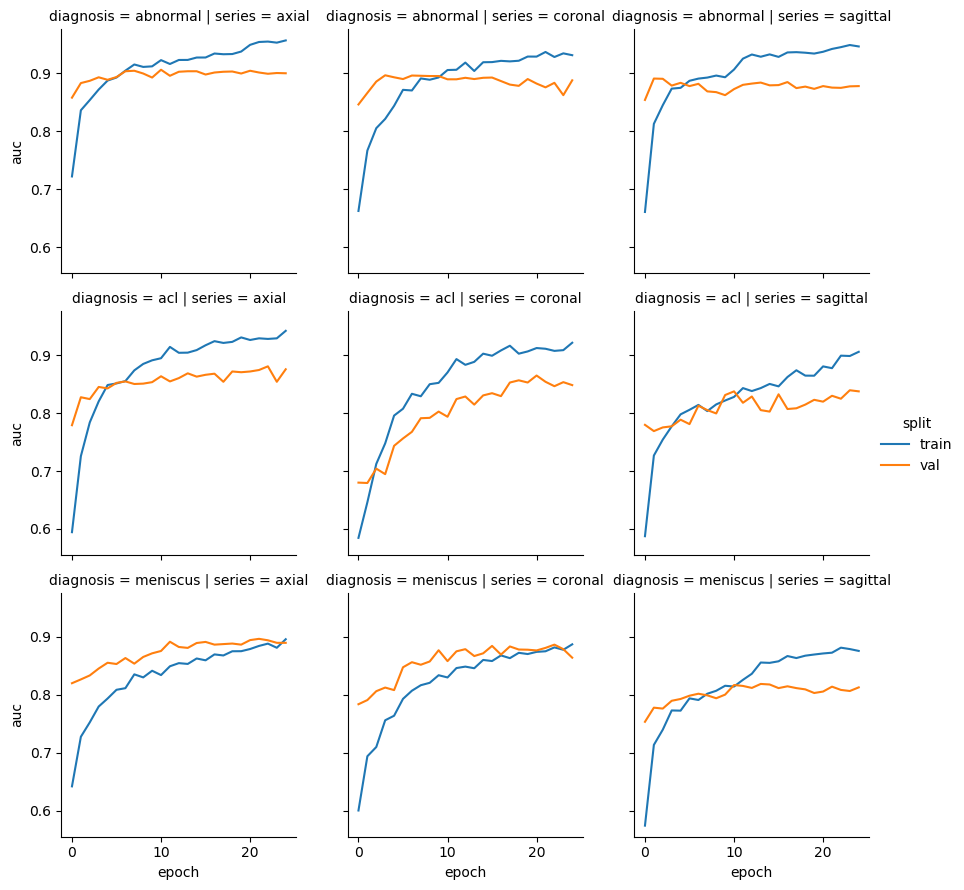 diagnosis = abnormal | series = axial
diagnosis = abnormal | series = coronal
diagnosis = abnormal | series = sagittal
0.9
0.8
0.7
0.6
auc
diagnosis = acl | series = axial
diagnosis = acl | series = coronal
diagnosis = acl | series = sagittal
0.9
0.8
0.7
0.6
auc
split
train
val
diagnosis = meniscus | series = axial
diagnosis = meniscus | series = coronal
diagnosis = meniscus | series = sagittal
0.9
0.8
0.7
0.6
auc
0 20
0 20
0 20
epoch
epoch
epoch